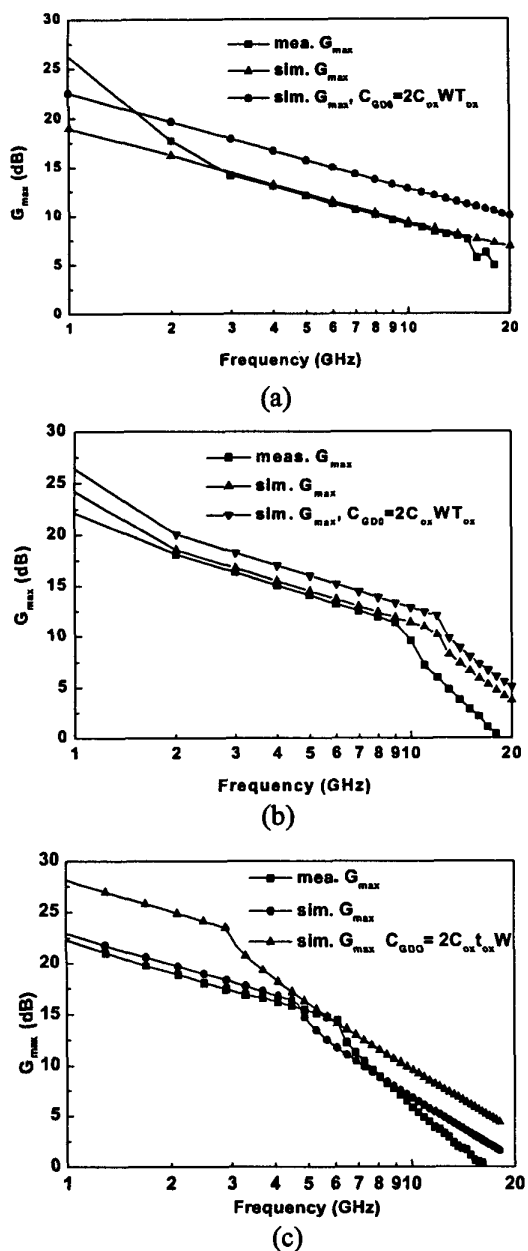 (a)
mea. Gmax
sim. Gmax
sim. Gmax, CGD0=2CoxWTox
Gmax (dB)
30
25
20
15
10
5
0
1 2 3 4 5 6 7 8 9 10 20
Frequency (GHz)
(a)
meas. Gmax
sim. Gmax
sim. Gmax, CGD0=2CoxWTox
Gmax (dB)
30
25
20
15
10
5
0
1 2 3 4 5 6 7 8 9 10 20
Frequency (GHz)
(b)
mea. Gmax
sim. Gmax
sim. Gmax CGDO= 2CoxtoxW
Gmax (dB)
30
25
20
15
10
5
0
1 2 3 4 5 6 7 8 9 10 20
Frequency (GHz)
(c)